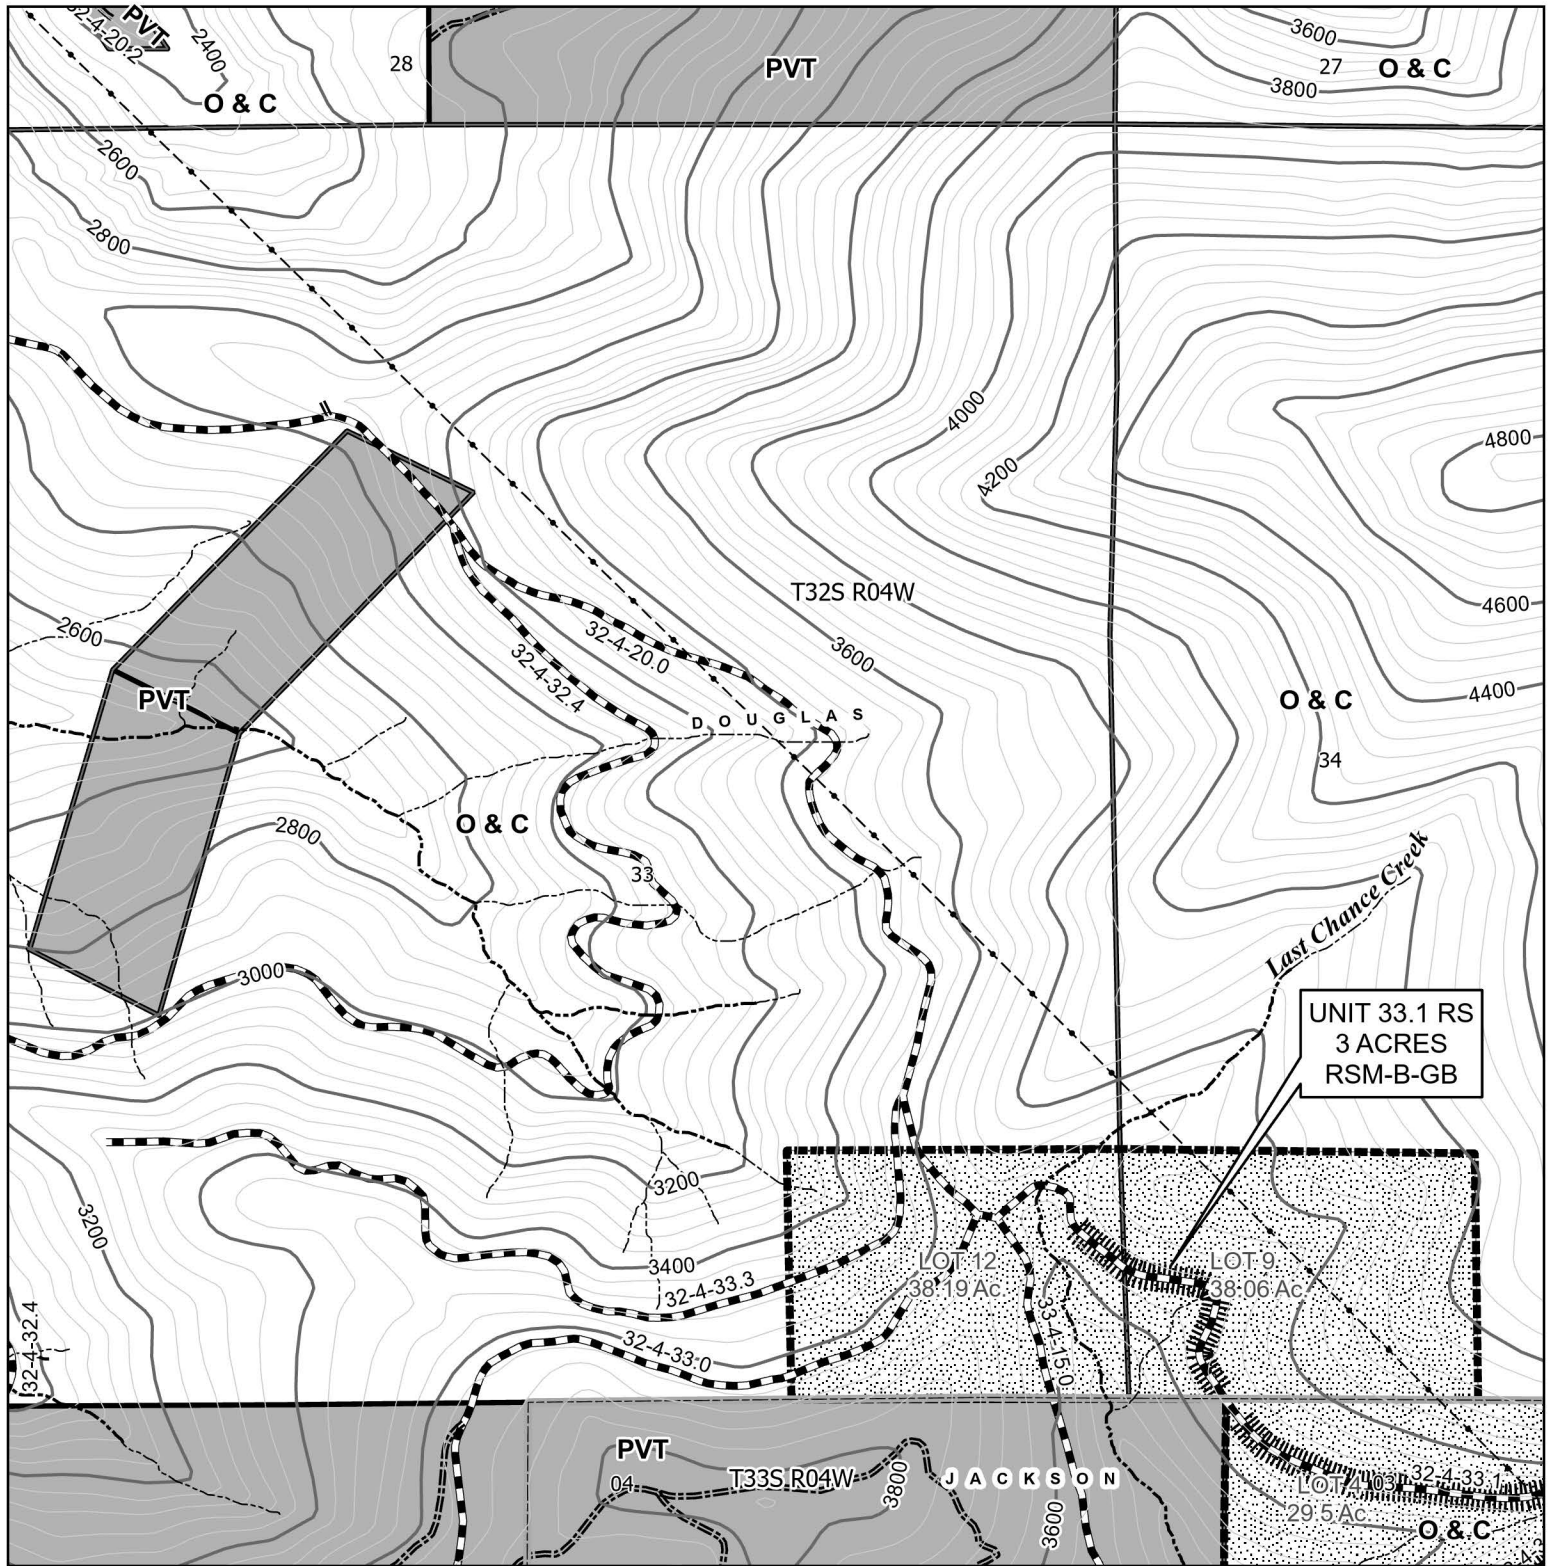 32-4-20.2
PVT
2400
O & C
28
PVT
3600
27
O & C
3800
2600
2800
4000
4800
4200
T32S R04W
4600
2600
32-4-20.0
3600
32-4-32.4
PVT
DOUGLAS
O & C
4400
34
2800
O & C
33
Last Chance Creek
3000
UNIT 33.1 RS
3 ACRES
RSM-B-GB
3200
3200
3400
LOT 12
38.19 Ac.
LOT 9
38.06 Ac.
32-4-33.3
33-4-15.0
32-4-32.4
32-4-33.0
PVT
04
T33S R04W
3800
JACKSON
3600
32-4-33.1
LOT 4
03
29.5 Ac.
O & C